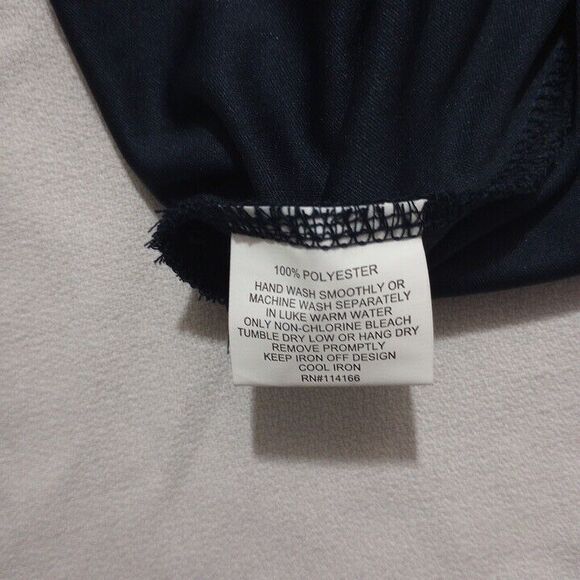 100% POLYESTER
HAND WASH SMOOTHLY OR
MACHINE WASH SEPARATELY
IN LUKE WARM WATER
ONLY NON-CHLORINE BLEACH
TUMBLE DRY LOW OR HANG DRY
REMOVE PROMPTLY
KEEP IRON OFF DESIGN
COOL IRON
RN#114166